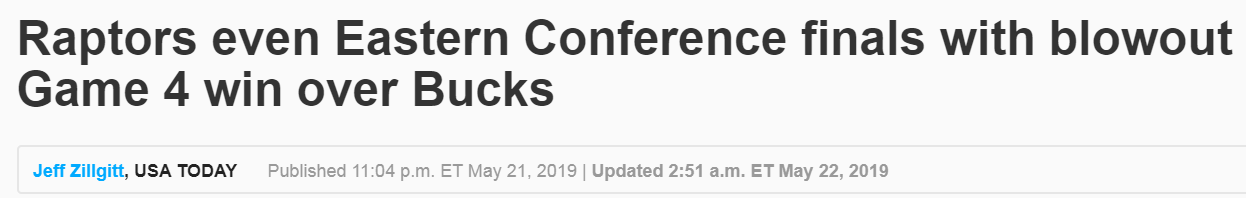 Raptors even Eastern Conference finals with blowout
Game 4 win over Bucks
Jeff Zillgitt, USA TODAY Published 11:04 p.m. ET May 21, 2019 | Updated 2:51 a.m. ET May 22, 2019